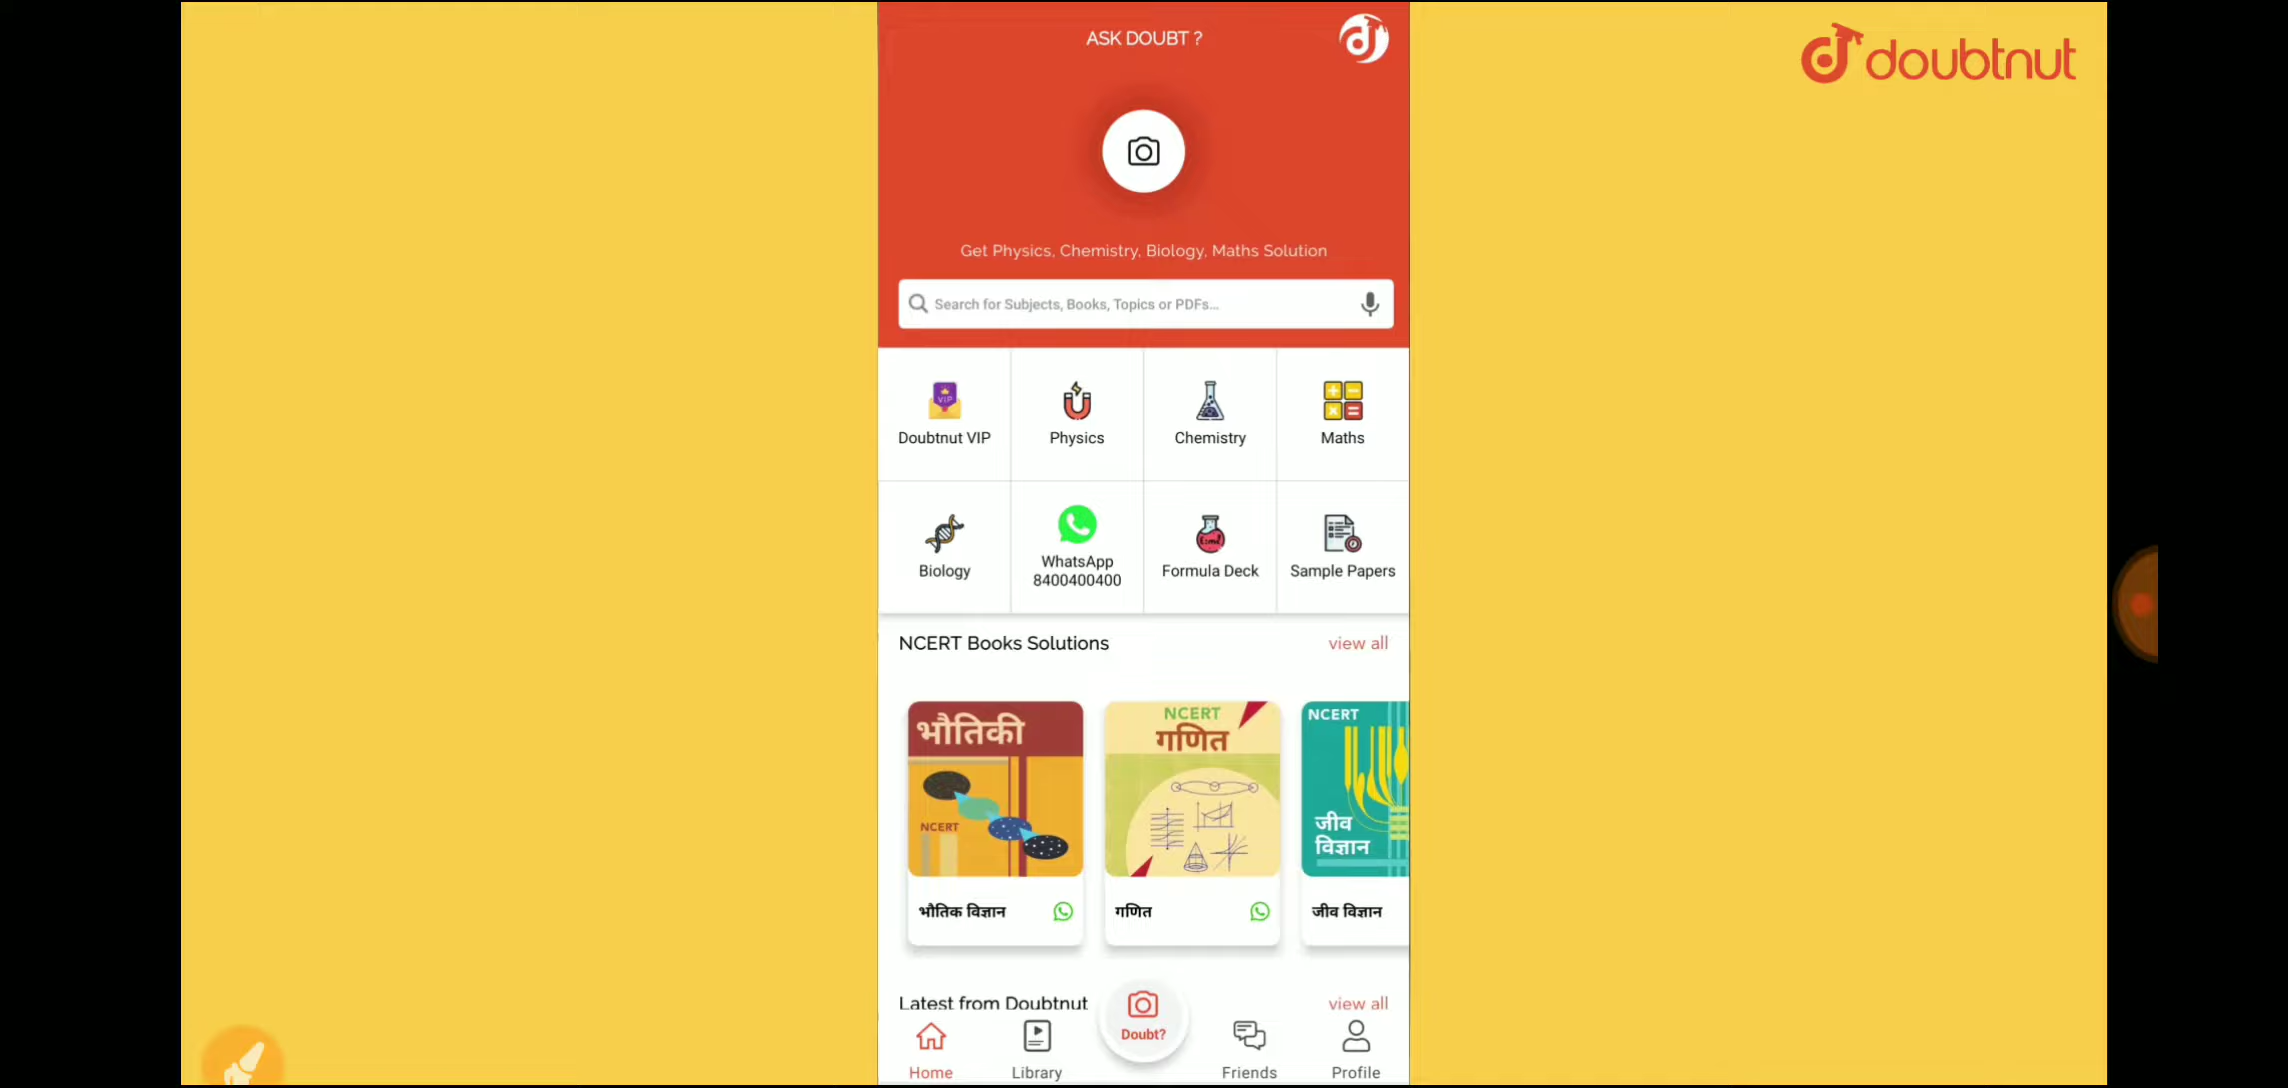 ASK DOUBT ?
doubtnut
Get Physics, Chemistry, Biology, Maths Solution
Search for Subjects, Books, Topics or PDFs...
VIP
Doubtnut VIP
Physics
Chemistry
Maths
Biology
WhatsApp
8400400400
Formula Deck
Sample Papers
NCERT Books Solutions
view all
भौतिकी
NCERT
भौतिक विज्ञान
NCERT
गणित
गणित
NCERT
जीव
विज्ञान
जीव विज्ञान
Latest from Doubtnut
view all
Home
Library
Doubt?
Friends
Profile